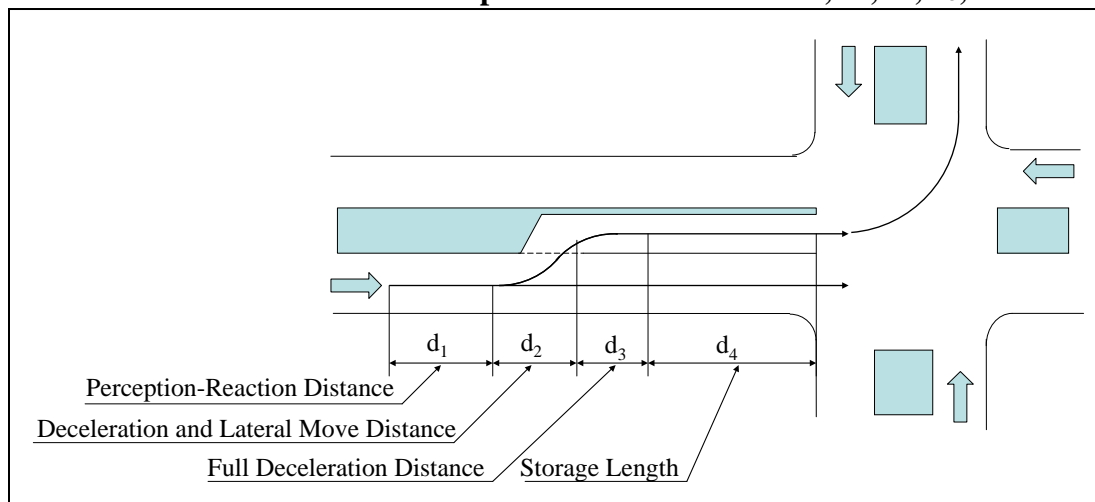 d1 d2 d3 d4
Perception-Reaction Distance
Deceleration and Lateral Move Distance
Full Deceleration Distance Storage Length